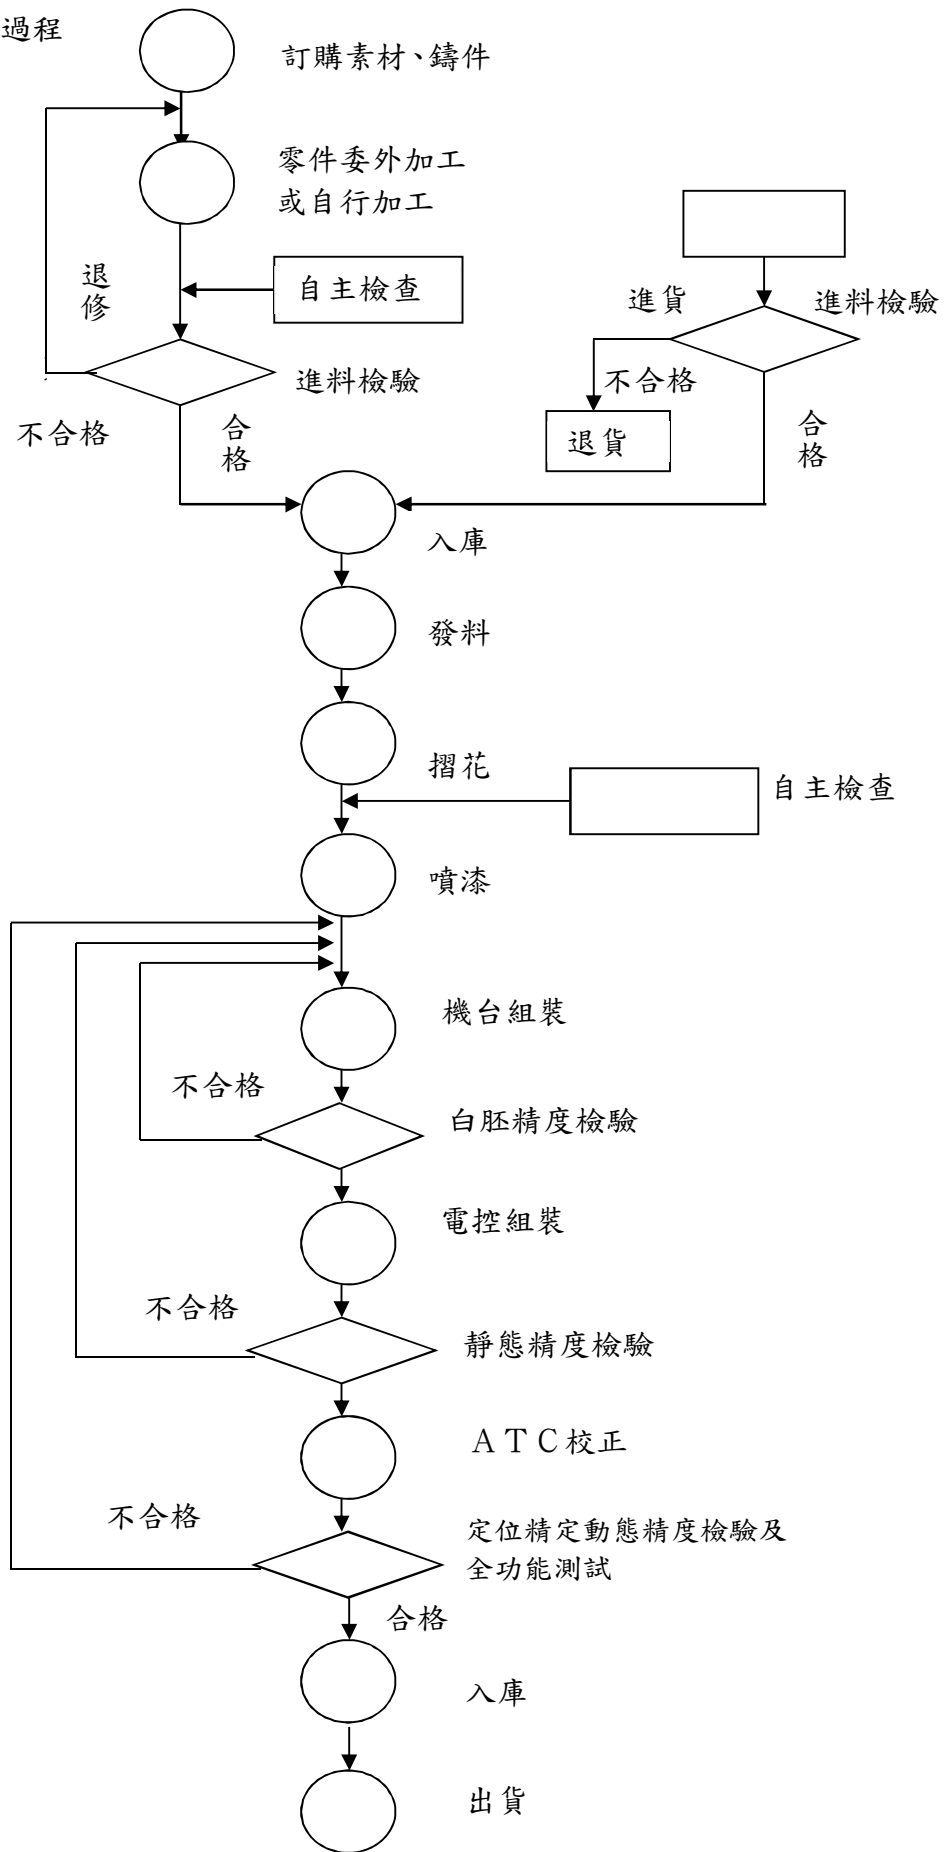 過程
訂購素材、鑄件
零件委外加工
或自行加工
退修
自主檢查
進貨
進料檢驗
進料檢驗
不合格
不合格
合格
退貨
合格
入庫
發料
摺花
自主檢查
噴漆
機台組裝
不合格
白胚精度檢驗
電控組裝
不合格
靜態精度檢驗
ＡＴＣ校正
不合格
定位精定動態精度檢驗及
全功能測試
合格
入庫
出貨